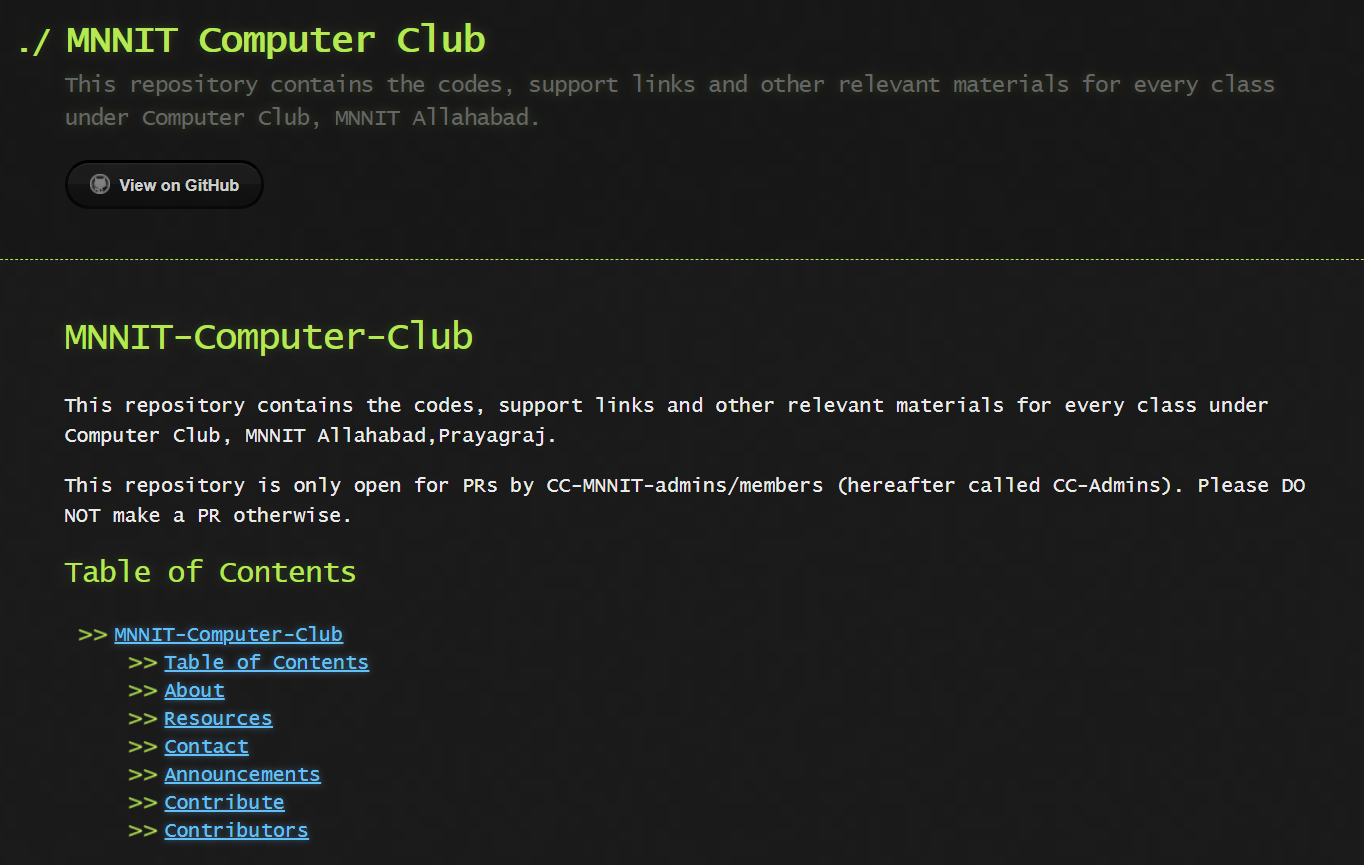 ./ MNNIT Computer Club
This repository contains the codes, support links and other relevant materials for every class
under Computer Club, MNNIT Allahabad.
View on GitHub
MNNIT-Computer-Club
This repository contains the codes, support links and other relevant materials for every class under
Computer Club, MNNIT Allahabad,Prayagraj.
This repository is only open for PRs by CC-MNNIT-admins/members (hereafter called CC-Admins). Please DO
NOT make a PR otherwise.
Table of Contents
>> MNNIT-Computer-Club
>> Table of Contents
>> About
>> Resources
>> Contact
>> Announcements
>> Contribute
>> Contributors